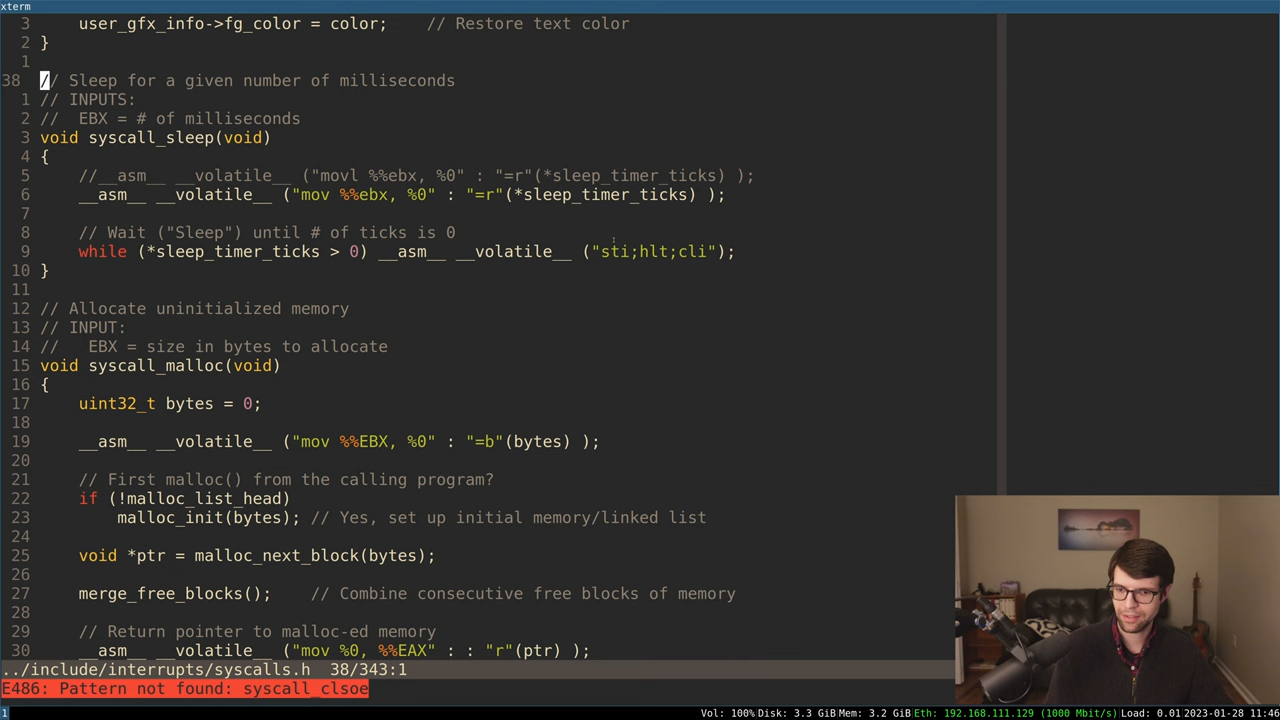 xterm
3 user_gfx_info->fg_color = color; // Restore text color
2 }
1
38 // Sleep for a given number of milliseconds
1 // INPUTS:
2 // EBX = # of milliseconds
3 void syscall_sleep(void)
4 {
5 //__asm__ __volatile__ ("movl %%ebx, %0" : "=r"(*sleep_timer_ticks) );
6 __asm__ __volatile__ ("mov %%ebx, %0" : "=r"(*sleep_timer_ticks) );
7
8 // Wait ("Sleep") until # of ticks is 0
9 while (*sleep_timer_ticks > 0) __asm__ __volatile__ ("sti;hlt;cli");
10 }
11
12 // Allocate uninitialized memory
13 // INPUT:
14 // EBX = size in bytes to allocate
15 void syscall_malloc(void)
16 {
17 uint32_t bytes = 0;
18
19 __asm__ __volatile__ ("mov %%EBX, %0" : "=b"(bytes) );
20
21 // First malloc() from the calling program?
22 if (!malloc_list_head)
23 malloc_init(bytes); // Yes, set up initial memory/linked list
24
25 void *ptr = malloc_next_block(bytes);
26
27 merge_free_blocks(); // Combine consecutive free blocks of memory
28
29 // Return pointer to malloc-ed memory
30 __asm__ __volatile__ ("mov %0, %%EAX" : : "r"(ptr) );
../include/interrupts/syscalls.h 38/343:1
E486: Pattern not found: syscall_clsoe
1 Vol: 100% Disk: 3.3 GiB Mem: 3.2 GiB Eth: 192.168.111.129 (1000 Mbit/s) Load: 0.01 2023-01-28 11:46